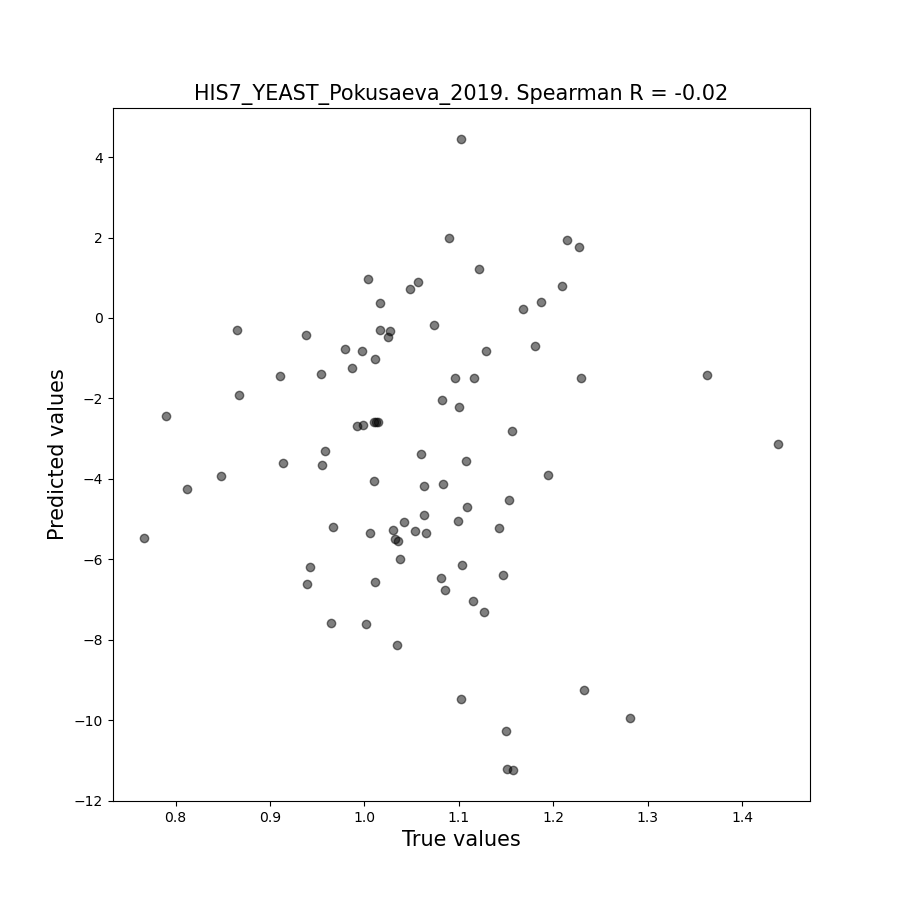 HIS7_YEAST_Pokusaeva_2019. Spearman R = -0.02
4
2
0
−2
−4
−6
−8
−10
−12
Predicted values
0.8 0.9 1.0 1.1 1.2 1.3 1.4
True values